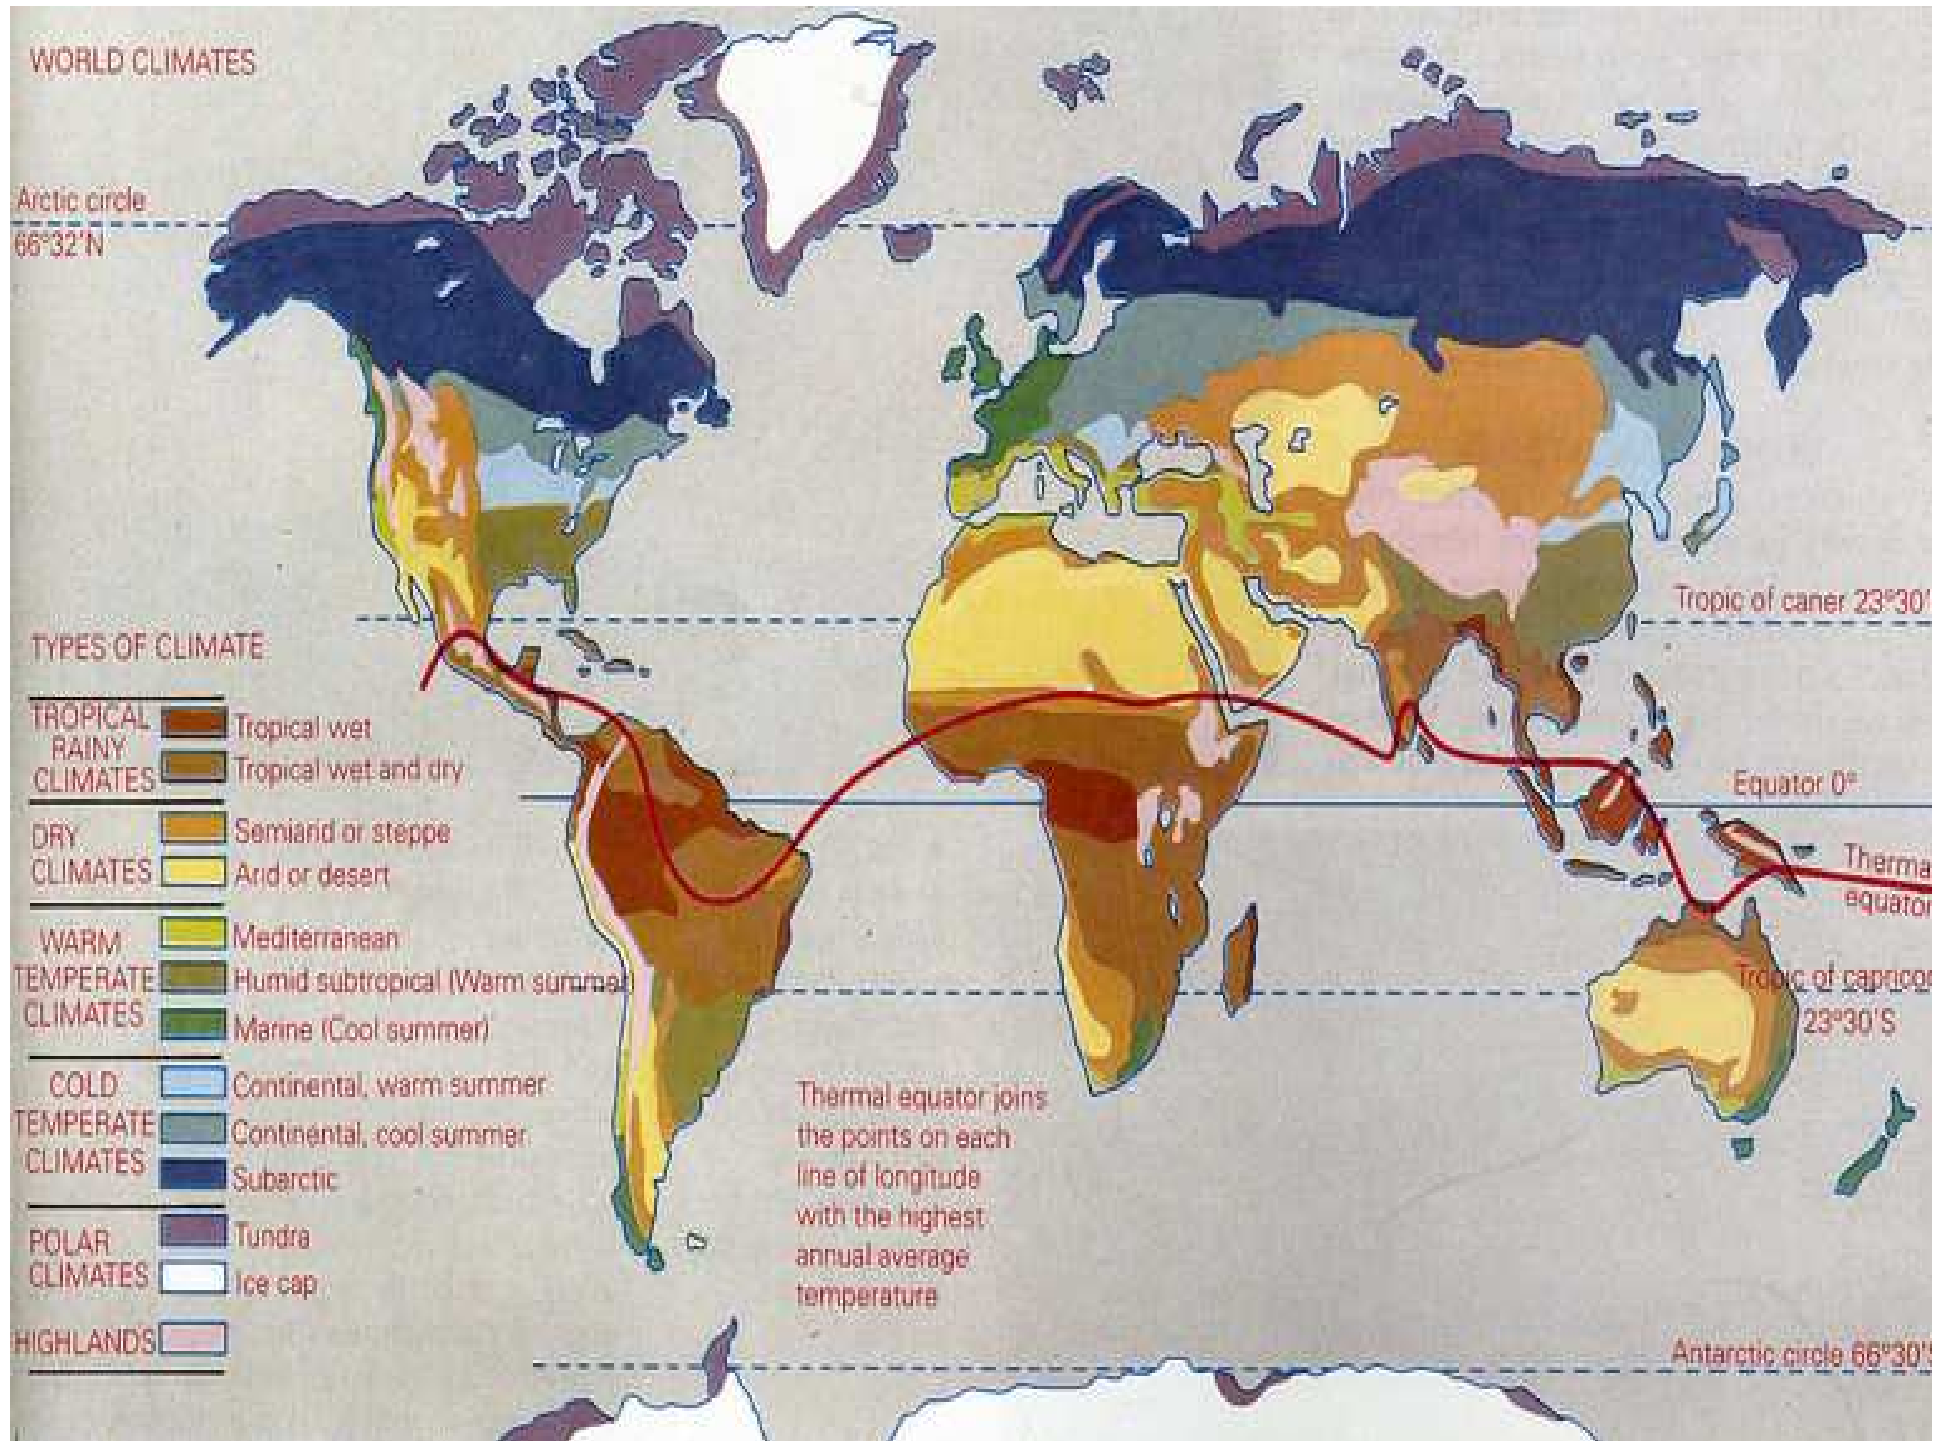 WORLD CLIMATES
Arctic circle
66°32'N
Tropic of caner 23°30'
TYPES OF CLIMATE
TROPICAL
RAINY
CLIMATES
Tropical wet
Tropical wet and dry
Equator 0°
DRY
CLIMATES
Semiarid or steppe
Arid or desert
Therma
equator
WARM
TEMPERATE
CLIMATES
Mediterranean
Humid subtropical (Warm summer
Marine (Cool summer)
Tropic of capricor
23°30'S
COLD
TEMPERATE
CLIMATES
Continental, warm summer
Continental, cool summer
Subarctic
Thermal equator joins
the points on each
line of longitude
with the highest
annual average
temperature
POLAR
CLIMATES
Tundra
Ice cap
HIGHLANDS
Antarctic circle 66°30'S